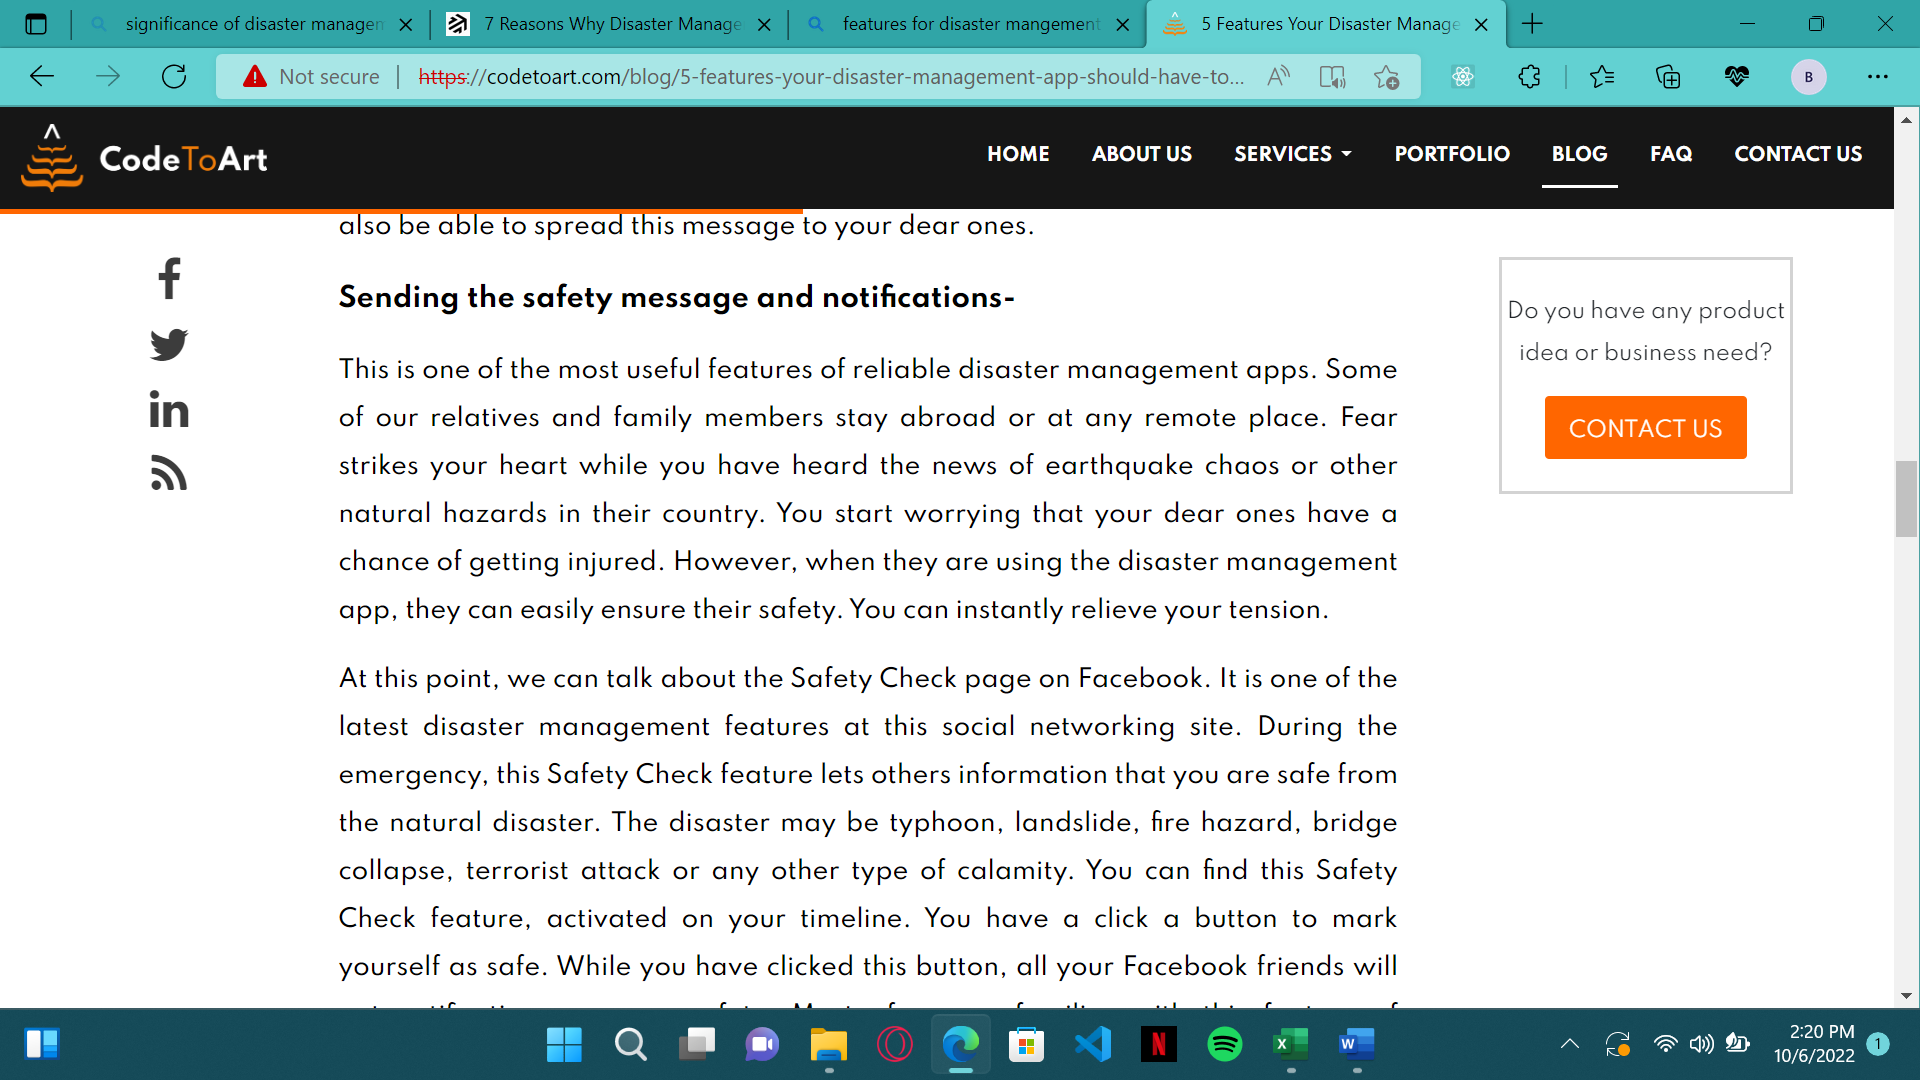 significance of disaster managem
7 Reasons Why Disaster Manage
features for disaster mangement
5 Features Your Disaster Manage
Not secure
https://codetoart.com/blog/5-features-your-disaster-management-app-should-have-to...
B
CodeToArt
HOME
ABOUT US
SERVICES
PORTFOLIO
BLOG
FAQ
CONTACT US
also be able to spread this message to your dear ones.
Sending the safety message and notifications-
This is one of the most useful features of reliable disaster management apps. Some
of our relatives and family members stay abroad or at any remote place. Fear
strikes your heart while you have heard the news of earthquake chaos or other
natural hazards in their country. You start worrying that your dear ones have a
chance of getting injured. However, when they are using the disaster management
app, they can easily ensure their safety. You can instantly relieve your tension.
At this point, we can talk about the Safety Check page on Facebook. It is one of the
latest disaster management features at this social networking site. During the
emergency, this Safety Check feature lets others information that you are safe from
the natural disaster. The disaster may be typhoon, landslide, fire hazard, bridge
collapse, terrorist attack or any other type of calamity. You can find this Safety
Check feature, activated on your timeline. You have a click a button to mark
yourself as safe. While you have clicked this button, all your Facebook friends will
Do you have any product
idea or business need?
CONTACT US
2:20 PM
10/6/2022
1